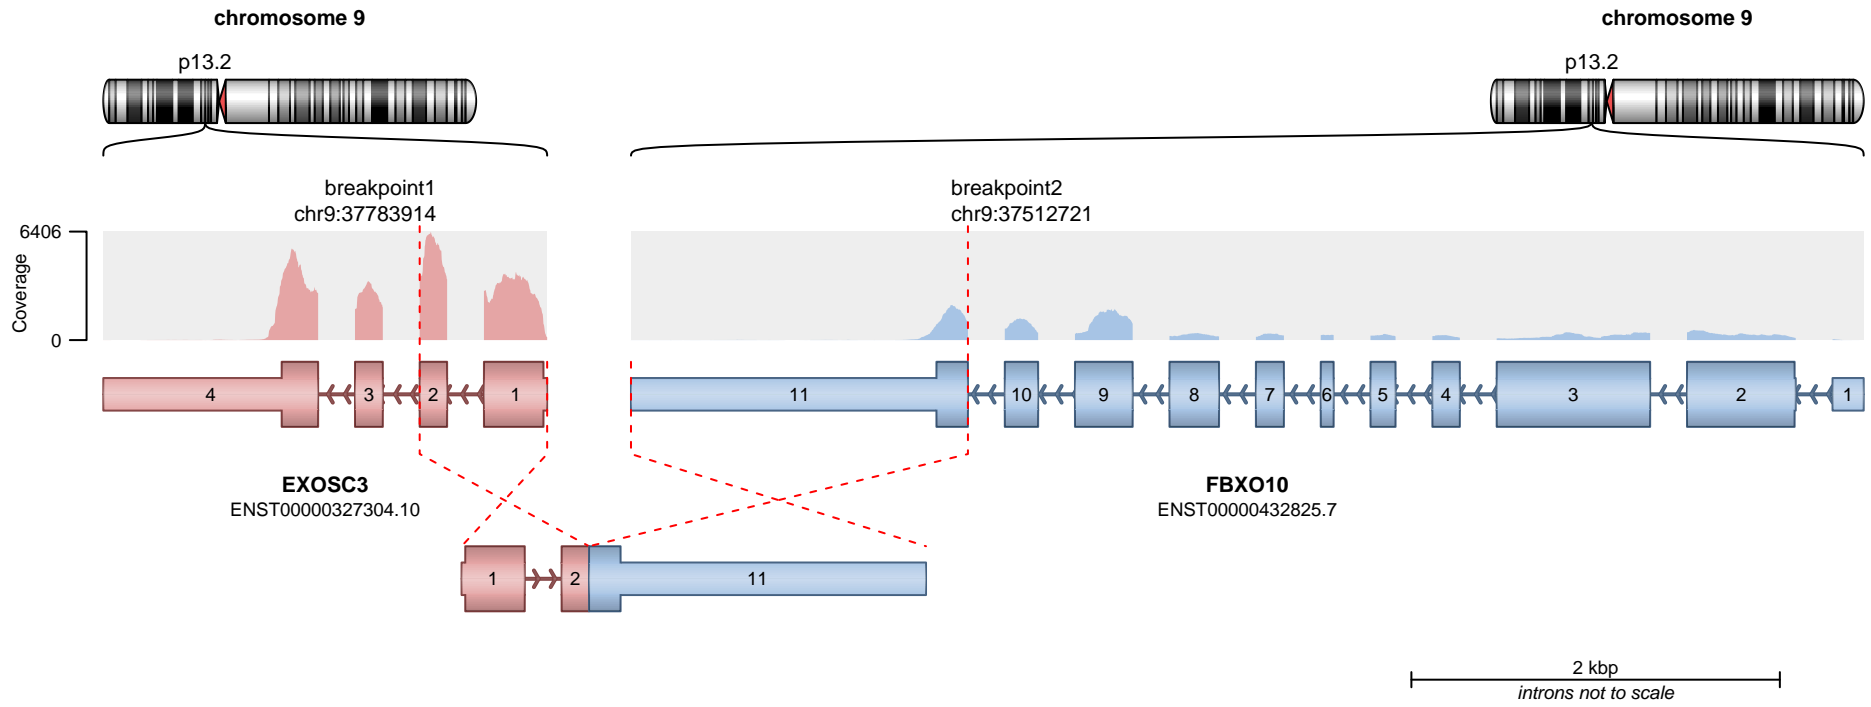 chromosome 9
chromosome 9
p13.2
p13.2
breakpoint1
chr9:37783914
breakpoint2
chr9:37512721
6406
Coverage
0
4
3
2
1
11
10
9
8
7
6
5
4
3
2
1
EXOSC3
ENST00000327304.10
FBXO10
ENST00000432825.7
1
2
11
2 kbp
introns not to scale